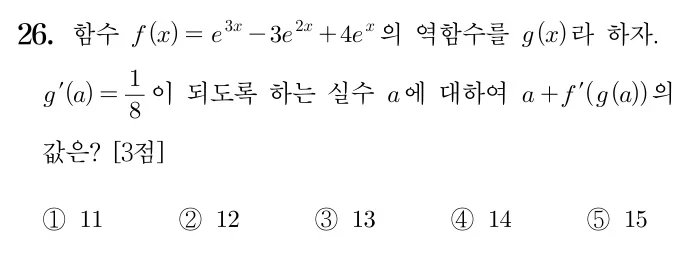 26. 함수 f(x)=e^{3x}-3e^{2x}+4e^{x}의 역함수를 g(x)라 하자.
g′(a)=\frac{1}{8}이 되도록 하는 실수 a에 대하여 a+f′(g(a))의
값은? [3점]
① 11 ② 12 ③ 13 ④ 14 ⑤ 15